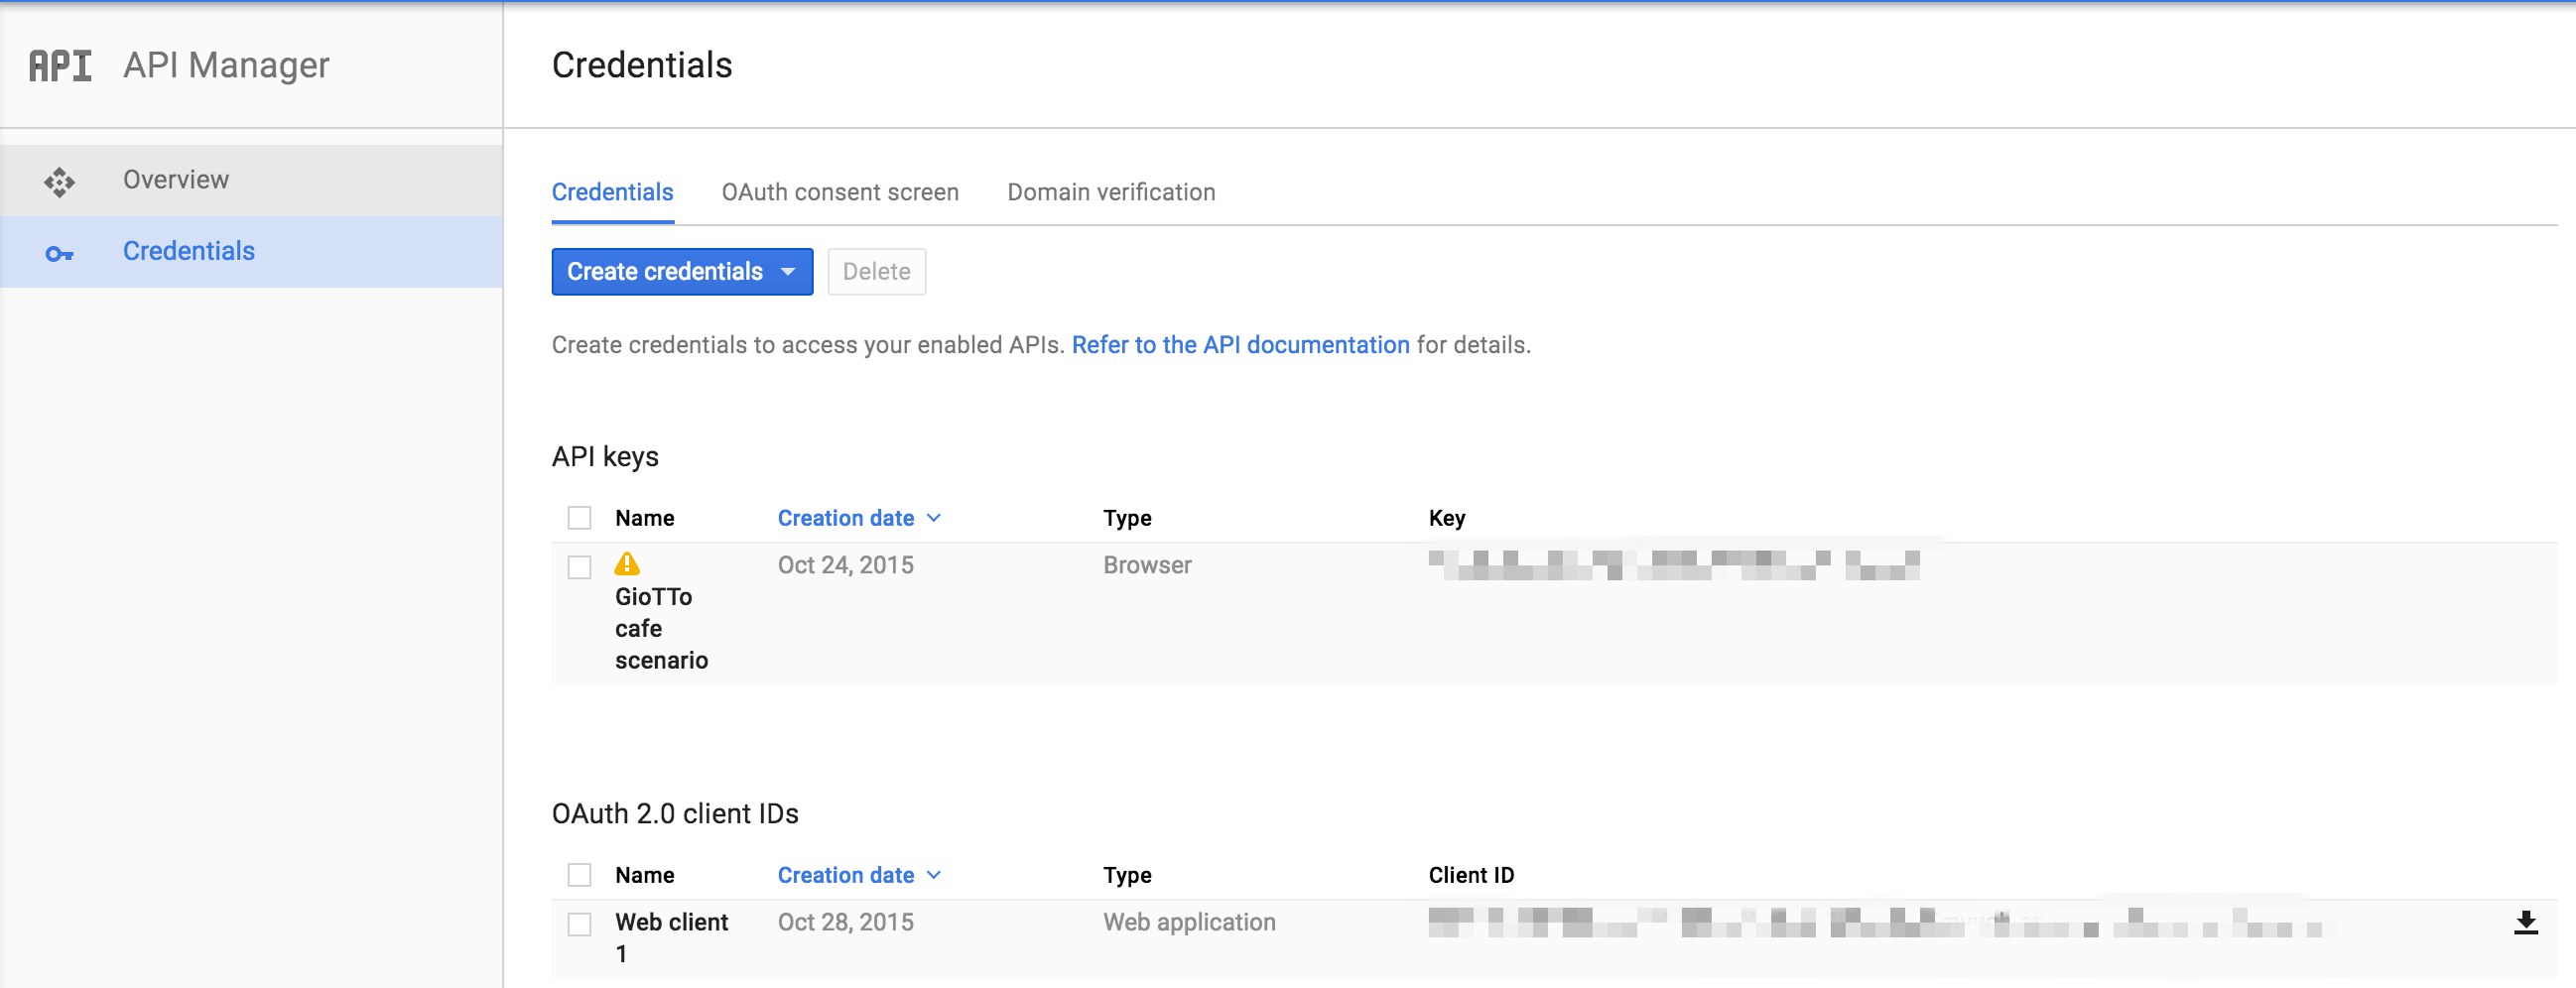 API API Manager
Credentials
Overview
Credentials
Credentials OAuth consent screen Domain verification
Create credentials Delete
Create credentials to access your enabled APIs. Refer to the API documentation for details.
API keys
Name Creation date Type Key
GioTTo
cafe
scenario
Oct 24, 2015 Browser
OAuth 2.0 client IDs
Name Creation date Type Client ID
Web client
1
Oct 28, 2015 Web application